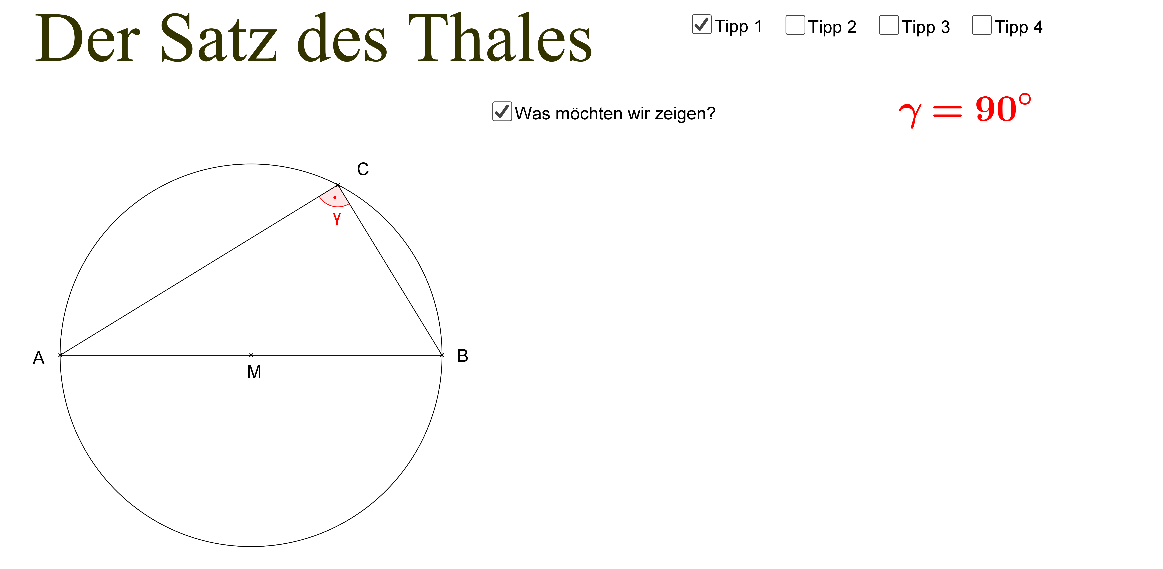 Der Satz des Thales
Tipp 1 Tipp 2 Tipp 3 Tipp 4
Was möchten wir zeigen?
γ = 90°
C
γ
A
B
M